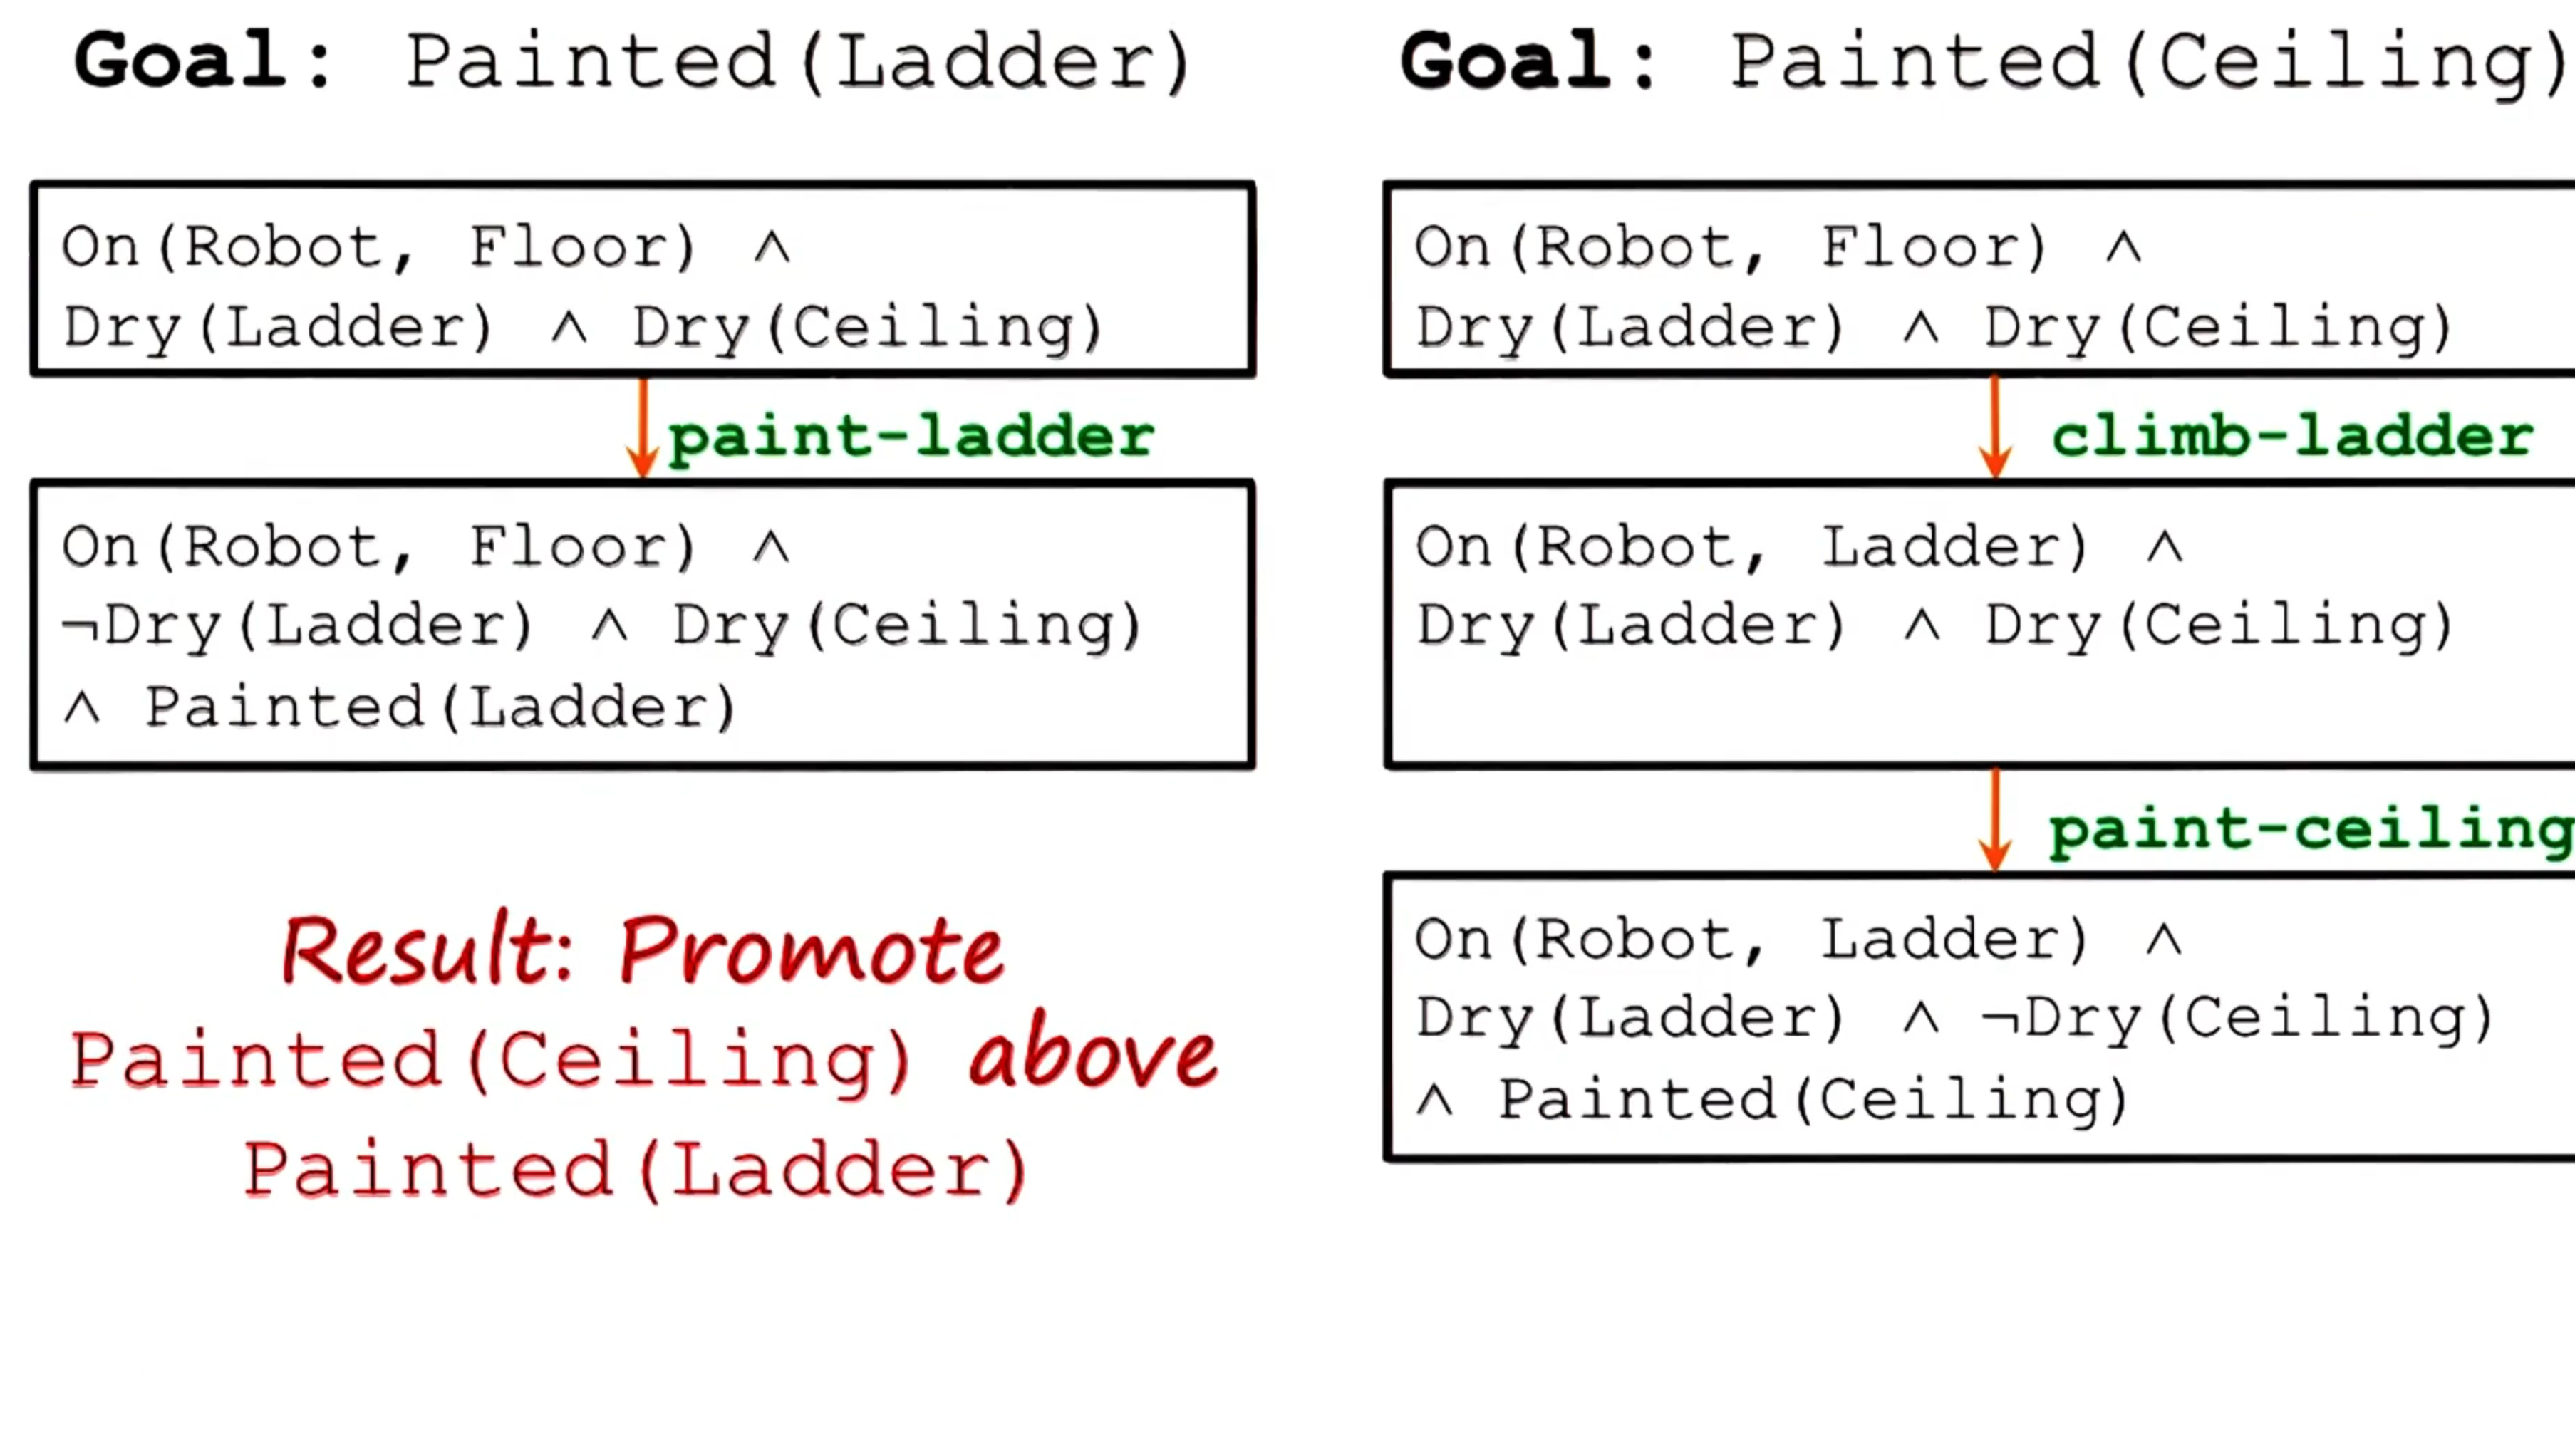 Goal: Painted(Ladder)
On(Robot, Floor) ∧
Dry(Ladder) ∧ Dry(Ceiling)
paint-ladder
On(Robot, Floor) ∧
¬Dry(Ladder) ∧ Dry(Ceiling)
∧ Painted(Ladder)
Result: Promote
Painted(Ceiling) above
Painted(Ladder)
Goal: Painted(Ceiling)
On(Robot, Floor) ∧
Dry(Ladder) ∧ Dry(Ceiling)
climb-ladder
On(Robot, Ladder) ∧
Dry(Ladder) ∧ Dry(Ceiling)
paint-ceiling
On(Robot, Ladder) ∧
Dry(Ladder) ∧ ¬Dry(Ceiling)
∧ Painted(Ceiling)